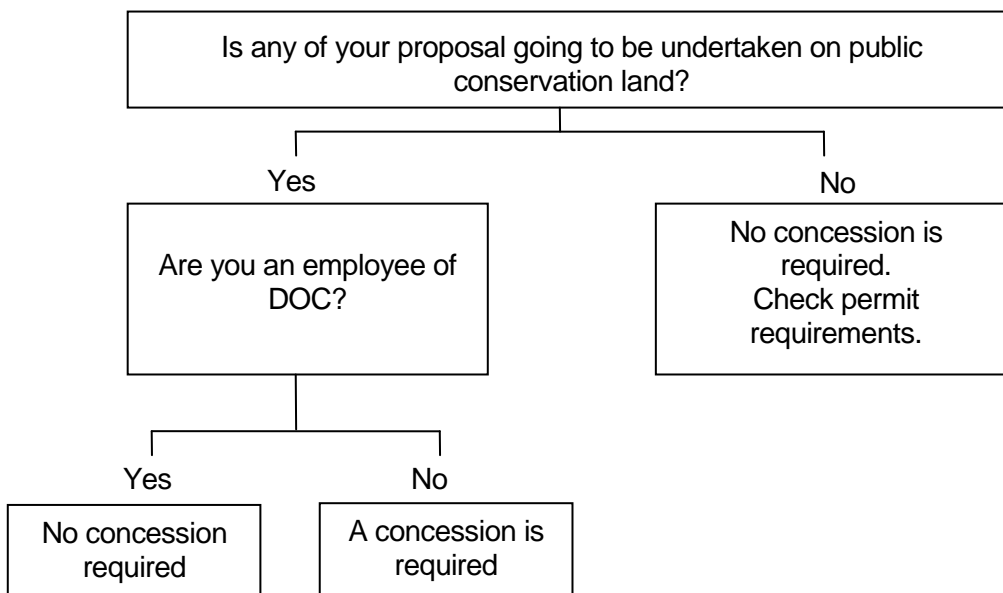 Is any of your proposal going to be undertaken on public
conservation land?
Yes
No
Are you an employee of
DOC?
No concession is
required.
Check permit
requirements.
Yes
No
No concession
required
A concession is
required